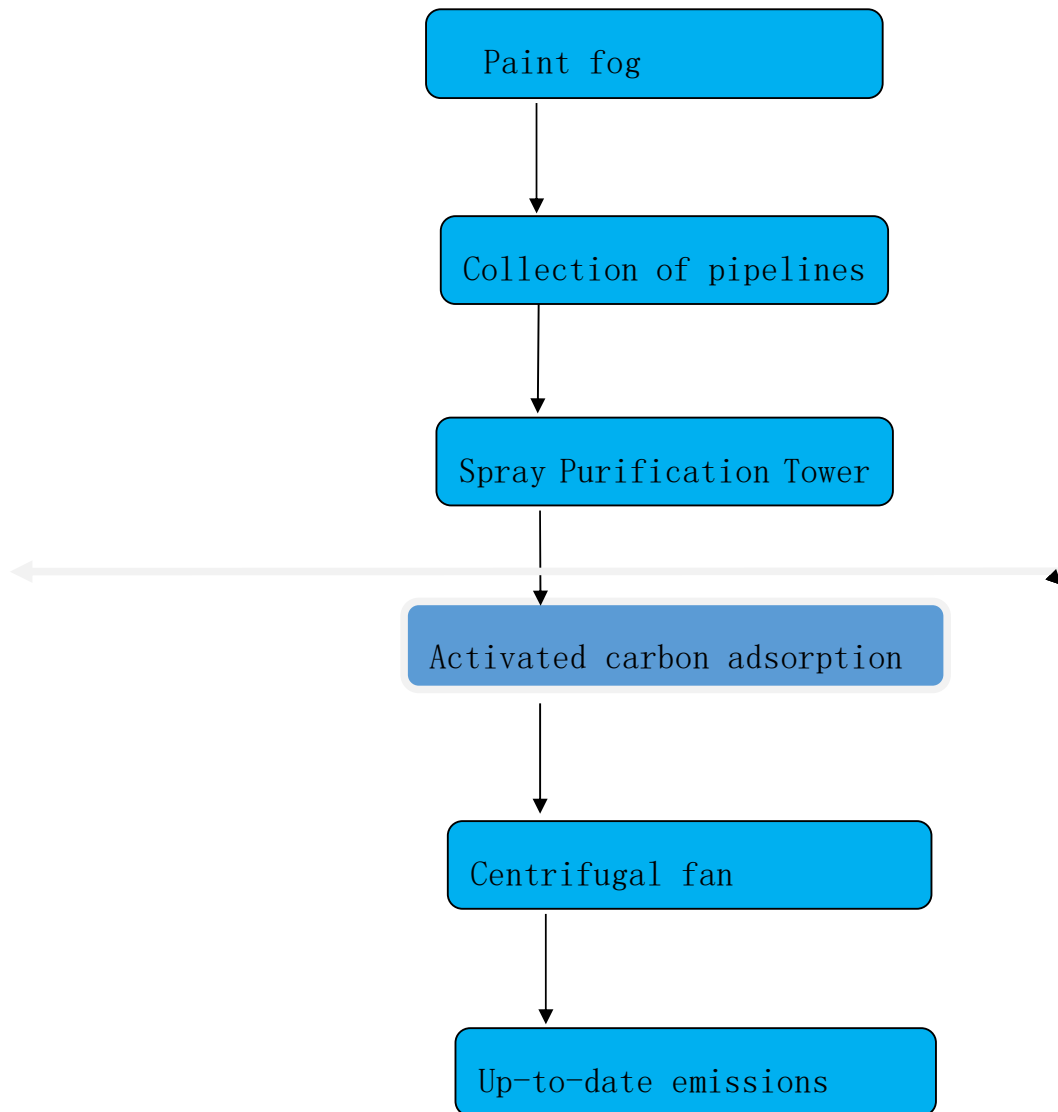 Paint fog
Collection of pipelines
Spray Purification Tower
Activated carbon adsorption
Centrifugal fan
Up-to-date emissions